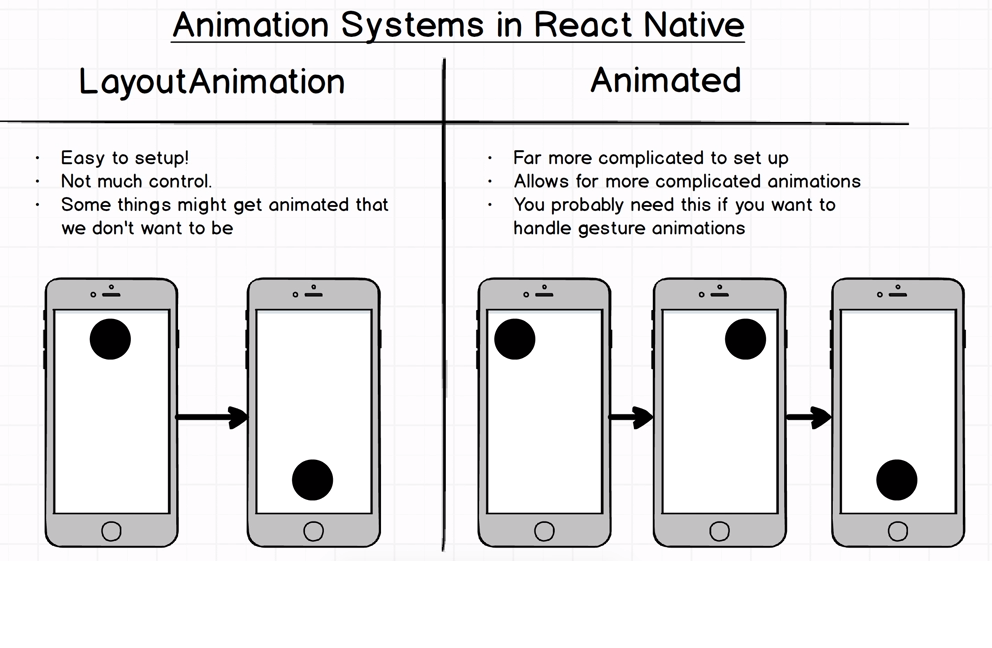 Animation Systems in React Native
LayoutAnimation
· Easy to setup!
· Not much control.
· Some things might get animated that
we don't want to be
Animated
· Far more complicated to set up
· Allows for more complicated animations
· You probably need this if you want to
handle gesture animations